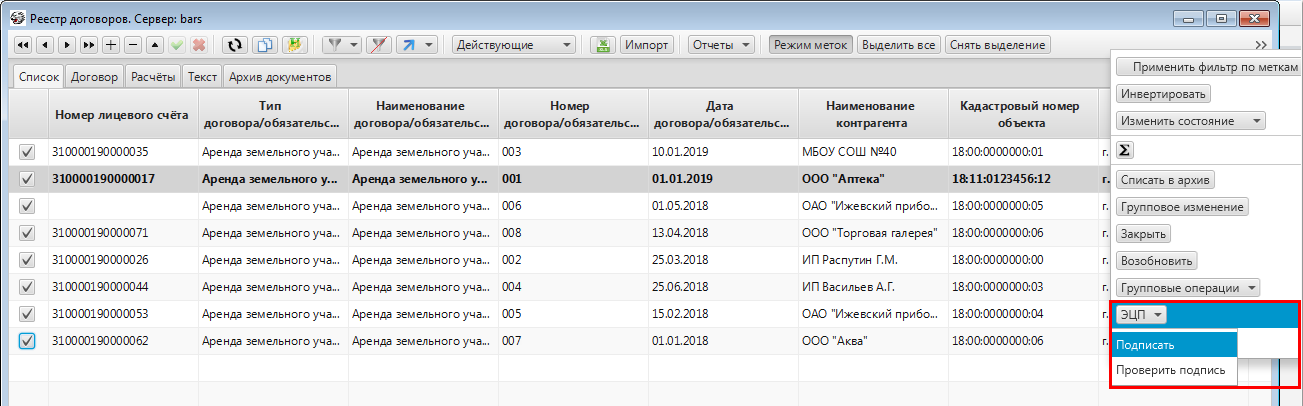 Реестр договоров. Сервер: bars
Действующие Импорт Отчеты Режим меток Выделить все Снять выделение
Список Договор Расчёты Текст Архив документов
Номер лицевого счёта Тип договора/обязательс... Наименование договора/обязательс... Номер договора/обязательс... Дата договора/обязательс... Наименование контрагента Кадастровый номер объекта
310000190000035 Аренда земельного уча... Аренда земельного уча... 003 10.01.2019 МБОУ СОШ №40 18:00:0000000:01 г.
310000190000017 Аренда земельного у... Аренда земельного у... 001 01.01.2019 ООО "Аптека" 18:11:0123456:12 г.
Аренда земельного уча... Аренда земельного уча... 006 01.05.2018 ОАО "Ижевский прибо... 18:00:0000000:05 г.
310000190000071 Аренда земельного уча... Аренда земельного уча... 008 13.04.2018 ООО "Торговая галерея" 18:00:0000000:06 г.
310000190000026 Аренда земельного уча... Аренда земельного уча... 002 25.03.2018 ИП Распутин Г.М. 18:00:0000000:00 г.
310000190000044 Аренда земельного уча... Аренда земельного уча... 004 25.06.2018 ИП Васильев А.Г. 18:00:0000000:03 г.
310000190000053 Аренда земельного уча... Аренда земельного уча... 005 15.02.2018 ОАО "Ижевский прибо... 18:00:0000000:04 г.
310000190000062 Аренда земельного уча... Аренда земельного уча... 007 01.01.2018 ООО "Аква" 18:00:0000000:06 г.
Применить фильтр по меткам
Инвертировать
Изменить состояние
Σ
Списать в архив
Групповое изменение
Закрыть
Возобновить
Групповые операции
ЭЦП
Подписать
Проверить подпись